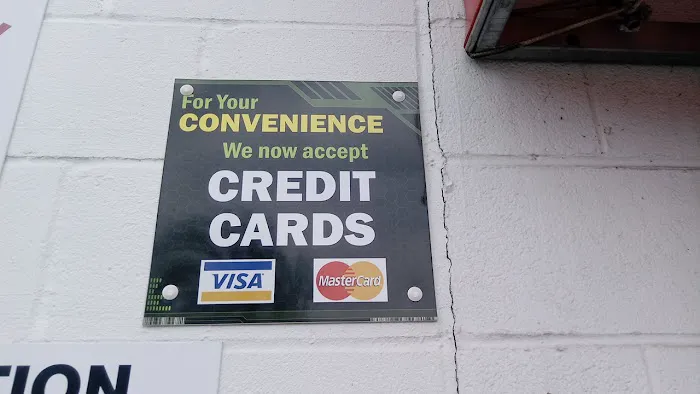 For Your
CONVENIENCE
We now accept
CREDIT
CARDS
VISA
MasterCard